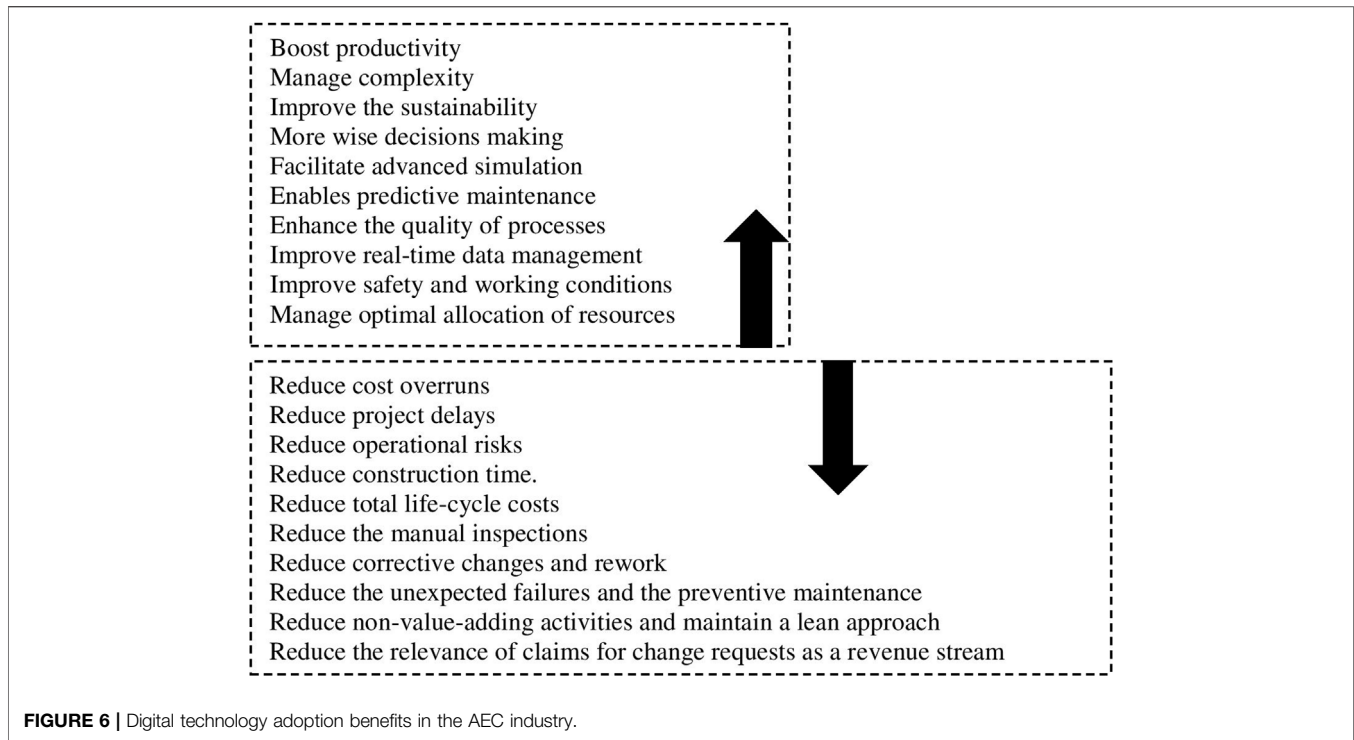 Boost productivity
Manage complexity
Improve the sustainability
More wise decisions making
Facilitate advanced simulation
Enables predictive maintenance
Enhance the quality of processes
Improve real-time data management
Improve safety and working conditions
Manage optimal allocation of resources
Reduce cost overruns
Reduce project delays
Reduce operational risks
Reduce construction time.
Reduce total life-cycle costs
Reduce the manual inspections
Reduce corrective changes and rework
Reduce the unexpected failures and the preventive maintenance
Reduce non-value-adding activities and maintain a lean approach
Reduce the relevance of claims for change requests as a revenue stream
FIGURE 6 | Digital technology adoption benefits in the AEC industry.